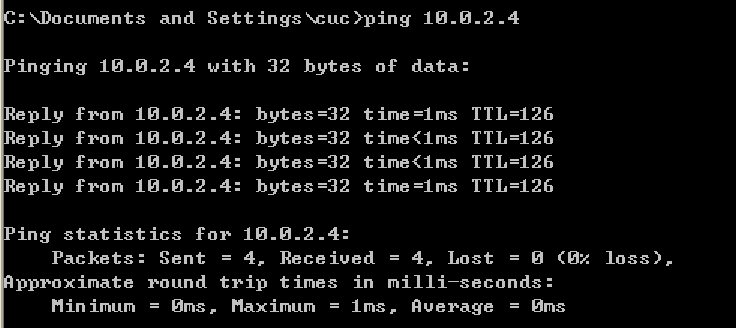 C:\Documents and Settings\cuc>ping 10.0.2.4
Pinging 10.0.2.4 with 32 bytes of data:
Reply from 10.0.2.4: bytes=32 time=1ms TTL=126
Reply from 10.0.2.4: bytes=32 time<1ms TTL=126
Reply from 10.0.2.4: bytes=32 time<1ms TTL=126
Reply from 10.0.2.4: bytes=32 time=1ms TTL=126
Ping statistics for 10.0.2.4:
    Packets: Sent = 4, Received = 4, Lost = 0 (0% loss),
Approximate round trip times in milli-seconds:
    Minimum = 0ms, Maximum = 1ms, Average = 0ms